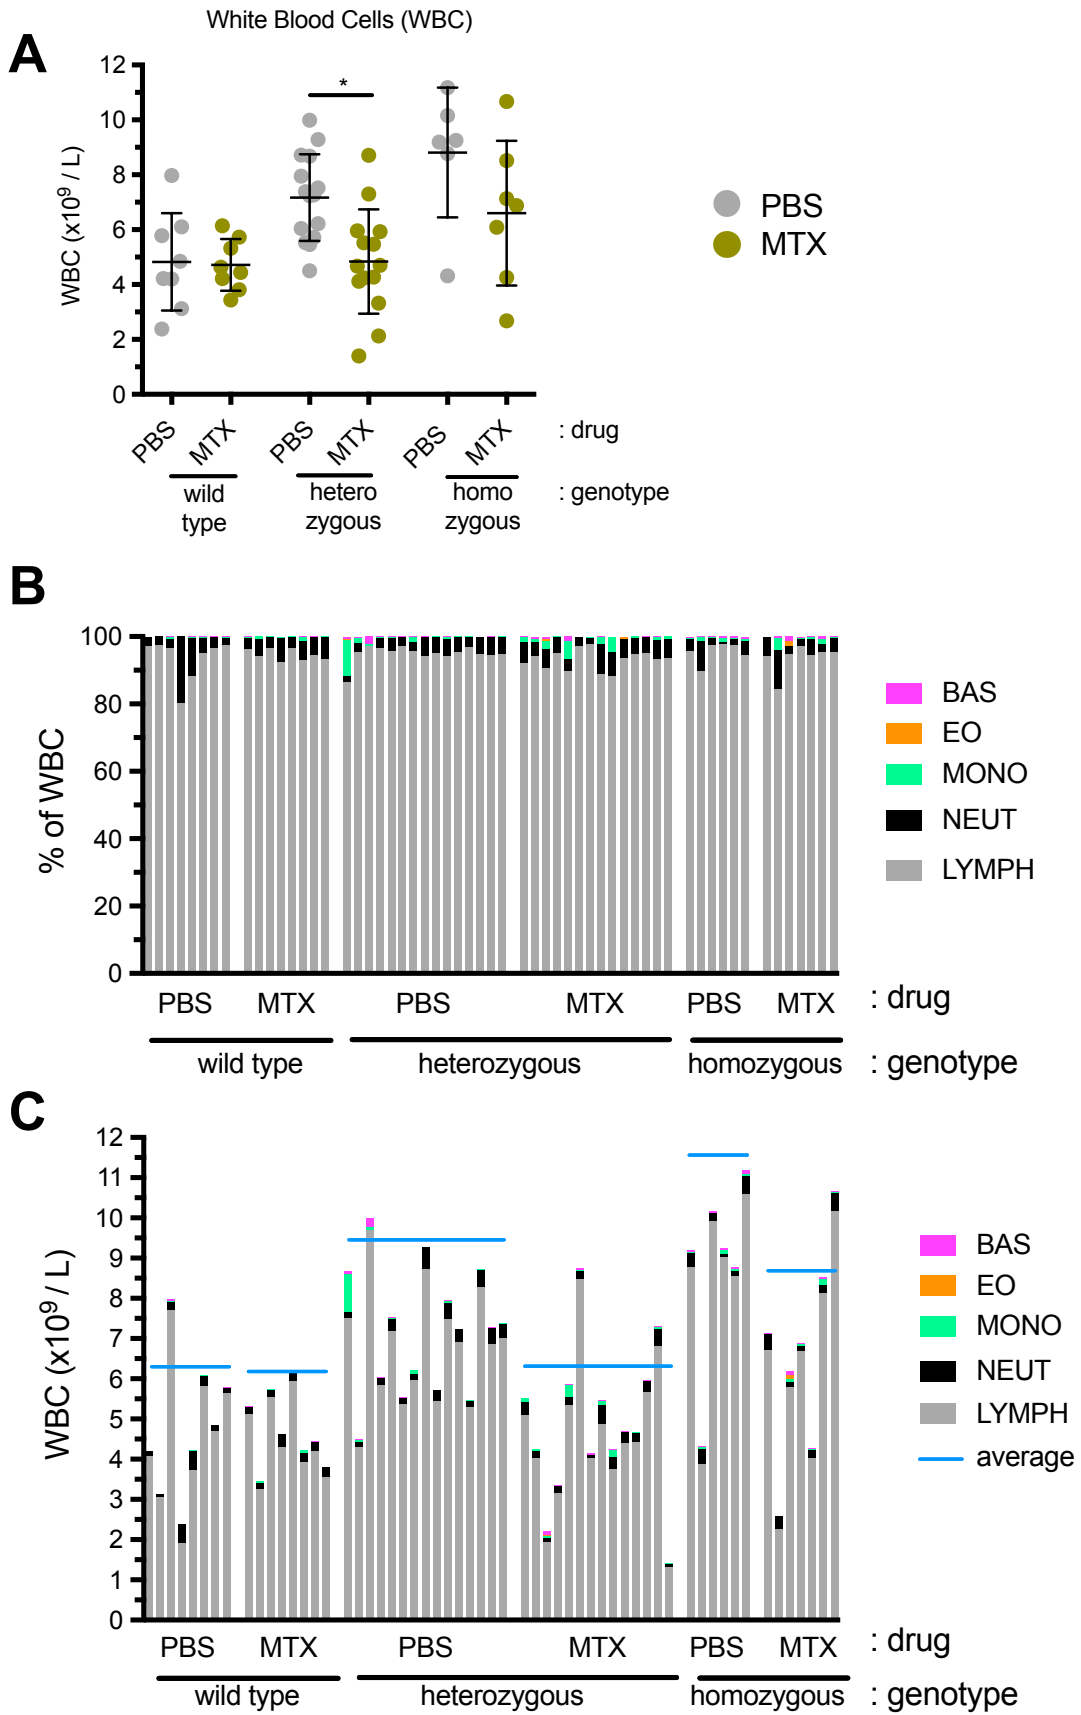 White Blood Cells (WBC)
A
12
10
8
6
4
2
0
WBC (x10⁹ / L)
*
PBS
MTX
PBS
MTX
PBS
MTX
PBS
MTX
: drug
wild
type
hetero
zygous
homo
zygous
: genotype
B
100
80
60
40
20
0
% of WBC
BAS
EO
MONO
NEUT
LYMPH
PBS
MTX
PBS
MTX
PBS
MTX
: drug
wild type
heterozygous
homozygous
: genotype
C
12
11
10
9
8
7
6
5
4
3
2
1
0
WBC (x10⁹ / L)
BAS
EO
MONO
NEUT
LYMPH
average
PBS
MTX
PBS
MTX
PBS
MTX
: drug
wild type
heterozygous
homozygous
: genotype